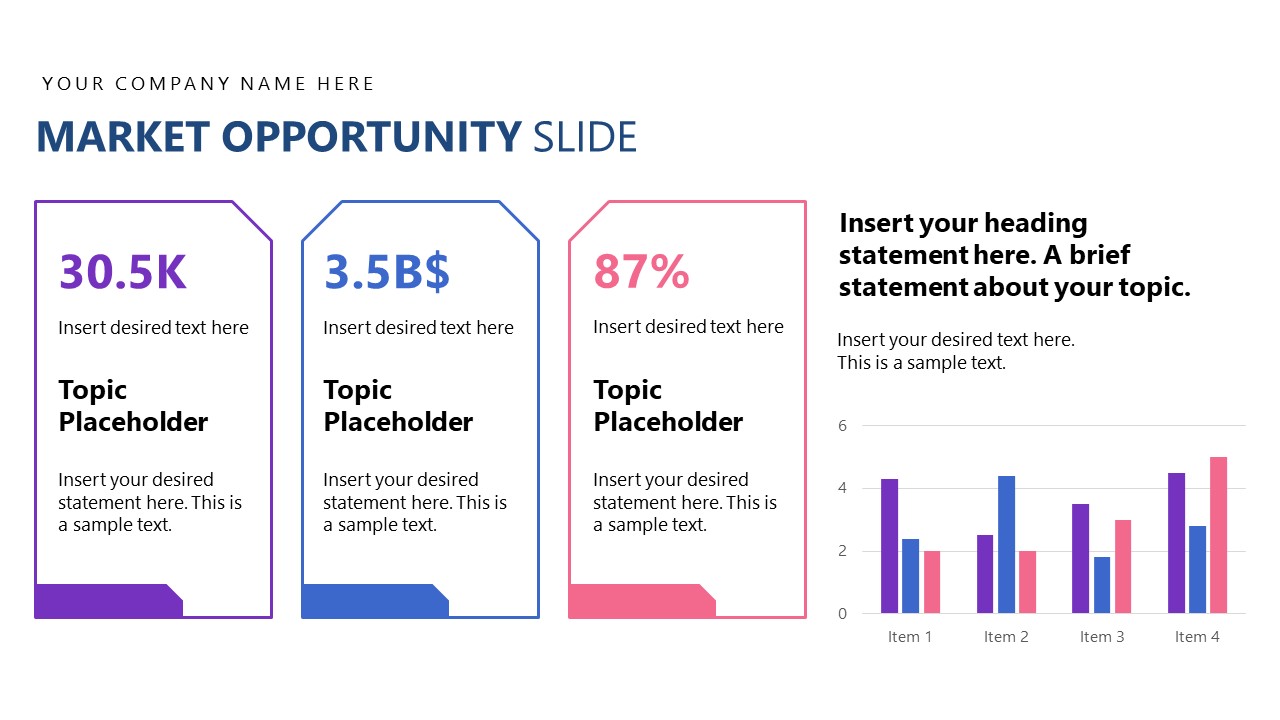 YOUR COMPANY NAME HERE
MARKET OPPORTUNITY SLIDE
30.5K
Insert desired text here
Topic
Placeholder
Insert your desired
statement here. This is
a sample text.
3.5B$
Insert desired text here
Topic
Placeholder
Insert your desired
statement here. This is
a sample text.
87%
Insert desired text here
Topic
Placeholder
Insert your desired
statement here. This is
a sample text.
Insert your heading
statement here. A brief
statement about your topic.
Insert your desired text here.
This is a sample text.
6
4
2
0
Item 1 Item 2 Item 3 Item 4